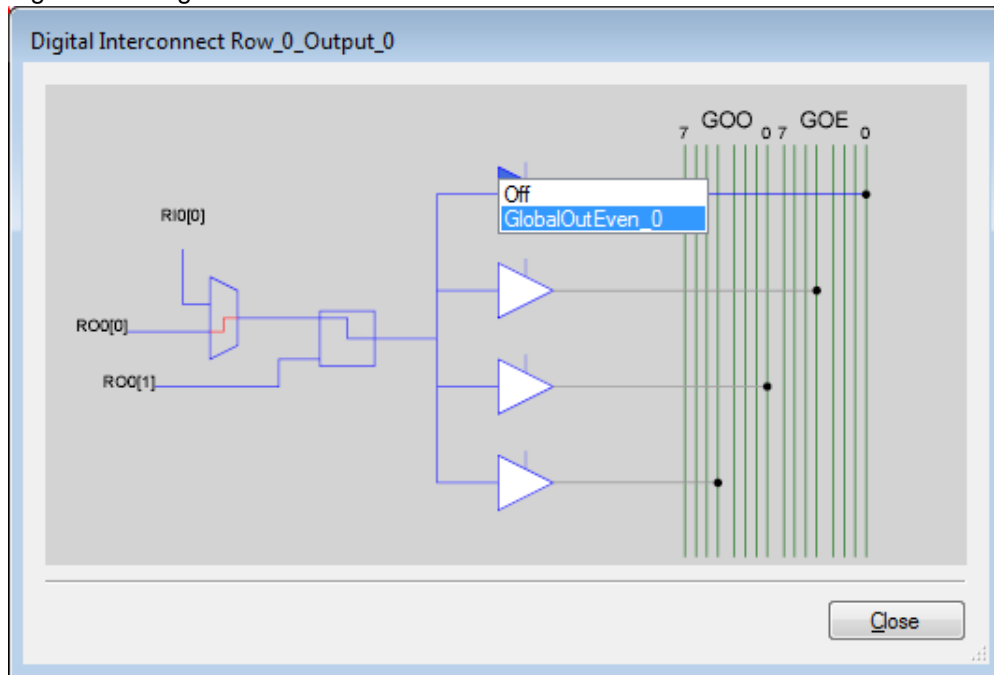 Digital Interconnect Row_0_Output_0
7 GOO 0 7 GOE 0
Off
GlobalOutEven_0
RI0[0]
RO0[0]
RO0[1]
Close